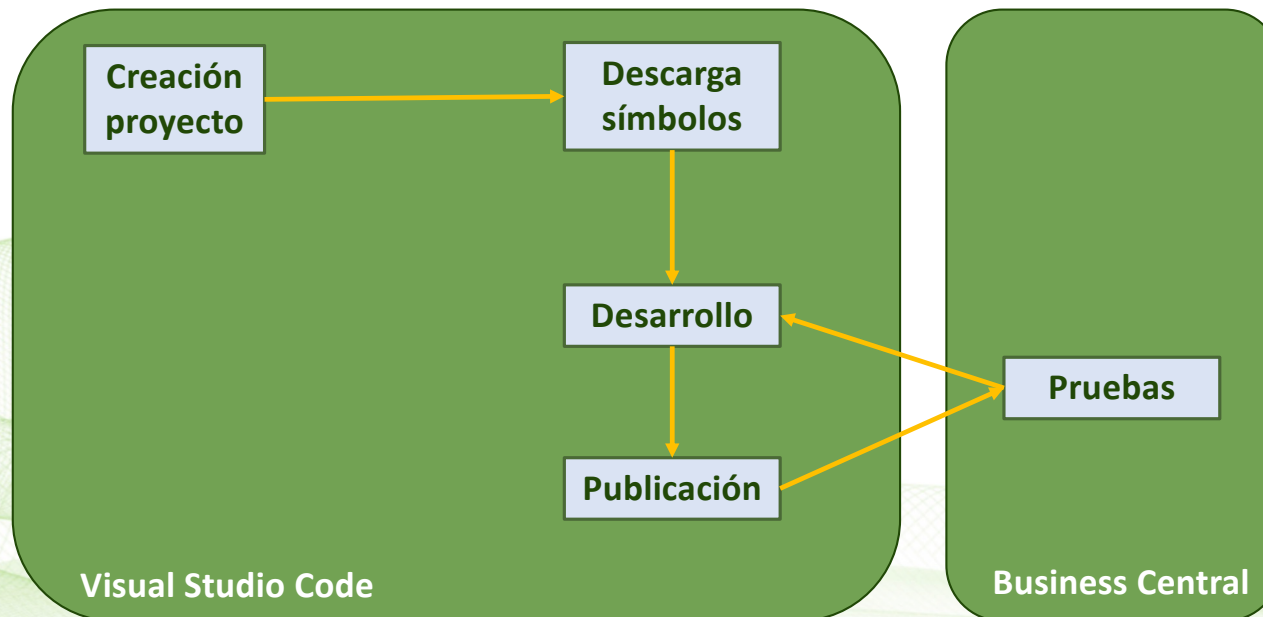 Creación
proyecto
Descarga
símbolos
Desarrollo
Pruebas
Publicación
Visual Studio Code
Business Central